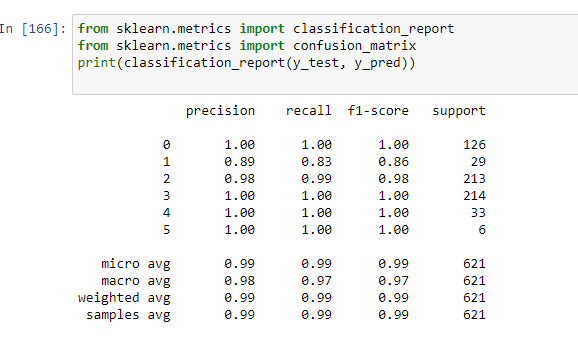 In [166]: from sklearn.metrics import classification_report
from sklearn.metrics import confusion_matrix
print(classification_report(y_test, y_pred))
precision recall f1-score support
0 1.00 1.00 1.00 126
1 0.89 0.83 0.86 29
2 0.98 0.99 0.98 213
3 1.00 1.00 1.00 214
4 1.00 1.00 1.00 33
5 1.00 1.00 1.00 6
micro avg 0.99 0.99 0.99 621
macro avg 0.98 0.97 0.97 621
weighted avg 0.99 0.99 0.99 621
samples avg 0.99 0.99 0.99 621